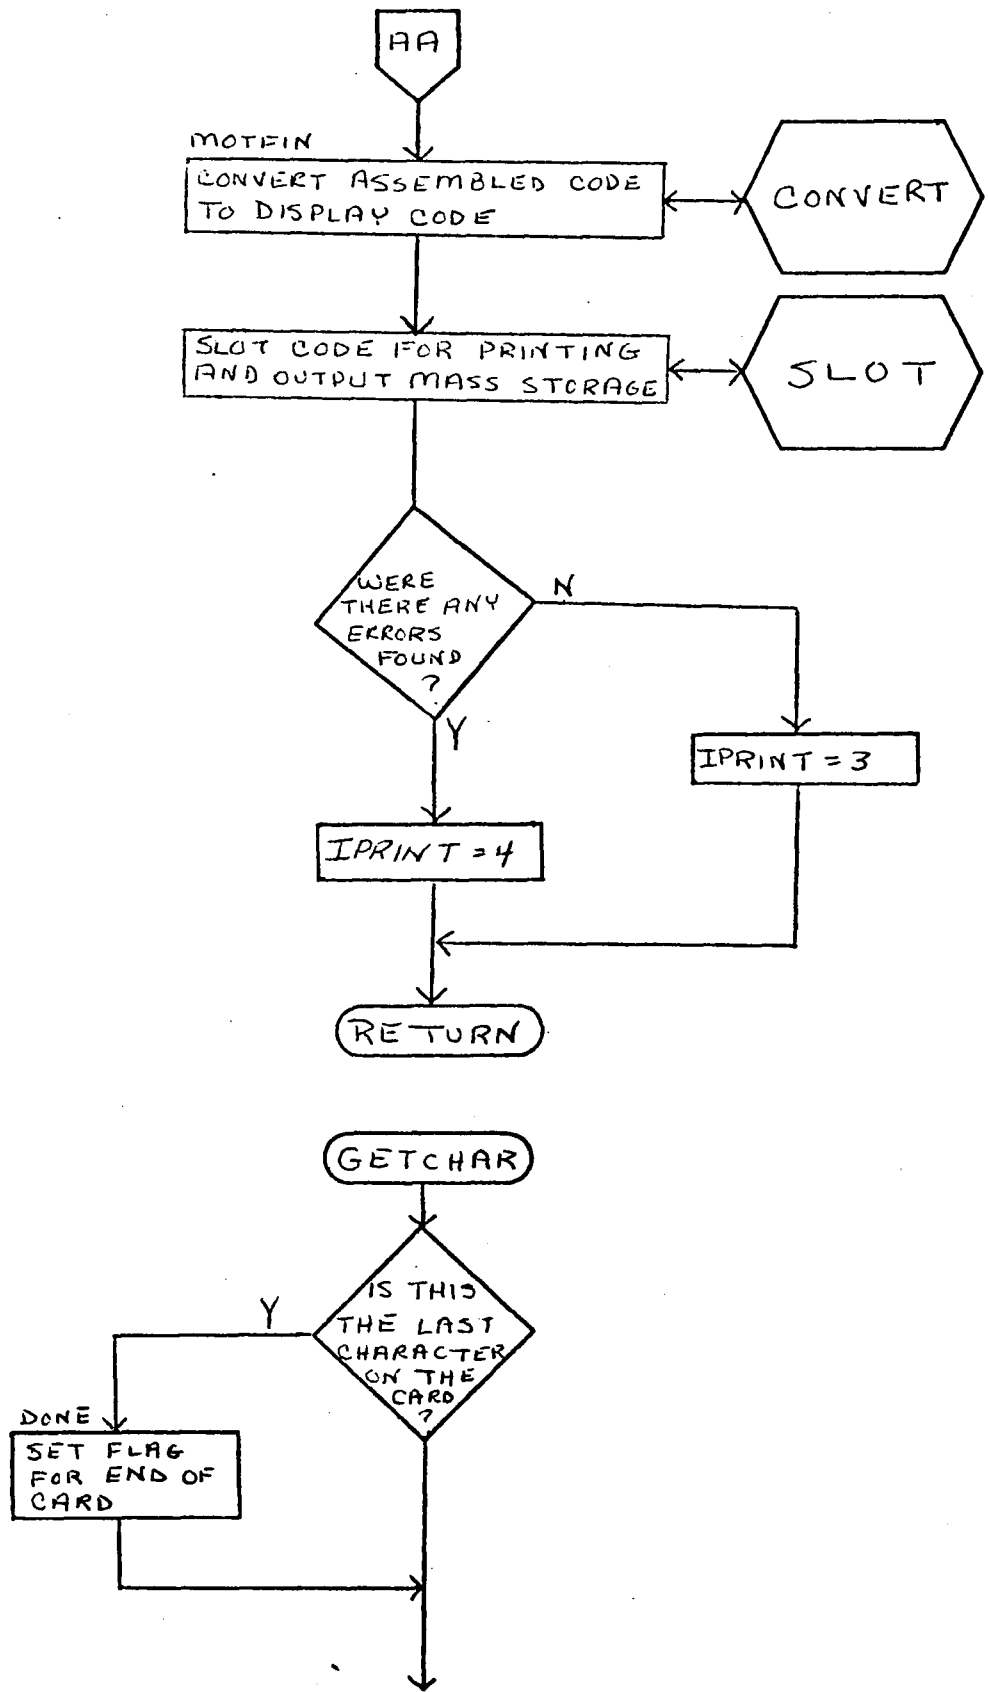 AA
MOTFIN
CONVERT ASSEMBLED CODE
TO DISPLAY CODE
CONVERT
SLOT CODE FOR PRINTING
AND OUTPUT MASS STORAGE
SLOT
WERE
THERE ANY
ERRORS
FOUND
?
N
Y
IPRINT = 3
IPRINT = 4
RETURN
GETCHAR
IS THIS
THE LAST
CHARACTER
ON THE
CARD
?
Y
DONE
SET FLAG
FOR END OF
CARD